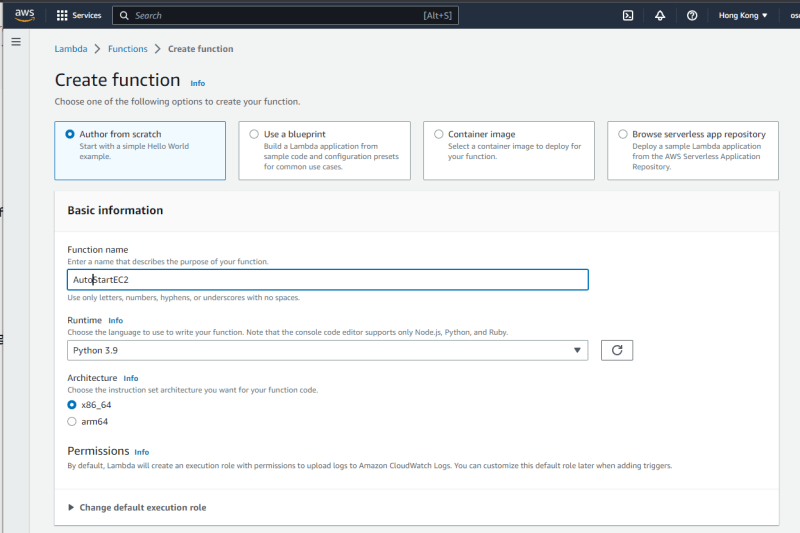 aws Services Search [Alt+S] Hong Kong
Lambda Functions Create function
Create function Info
Choose one of the following options to create your function.
Author from scratch
Start with a simple Hello World
example.
Use a blueprint
Build a Lambda application from
sample code and configuration presets
for common use cases.
Container image
Select a container image to deploy for
your function.
Browse serverless app repository
Deploy a sample Lambda application
from the AWS Serverless Application
Repository.
Basic information
Function name
Enter a name that describes the purpose of your function.
AutoStartEC2
Use only letters, numbers, hyphens, or underscores with no spaces.
Runtime Info
Choose the language to use to write your function. Note that the console code editor supports only Node.js, Python, and Ruby.
Python 3.9
Architecture Info
Choose the instruction set architecture you want for your function code.
x86_64
arm64
Permissions Info
By default, Lambda will create an execution role with permissions to upload logs to Amazon CloudWatch Logs. You can customize this default role later when adding triggers.
Change default execution role